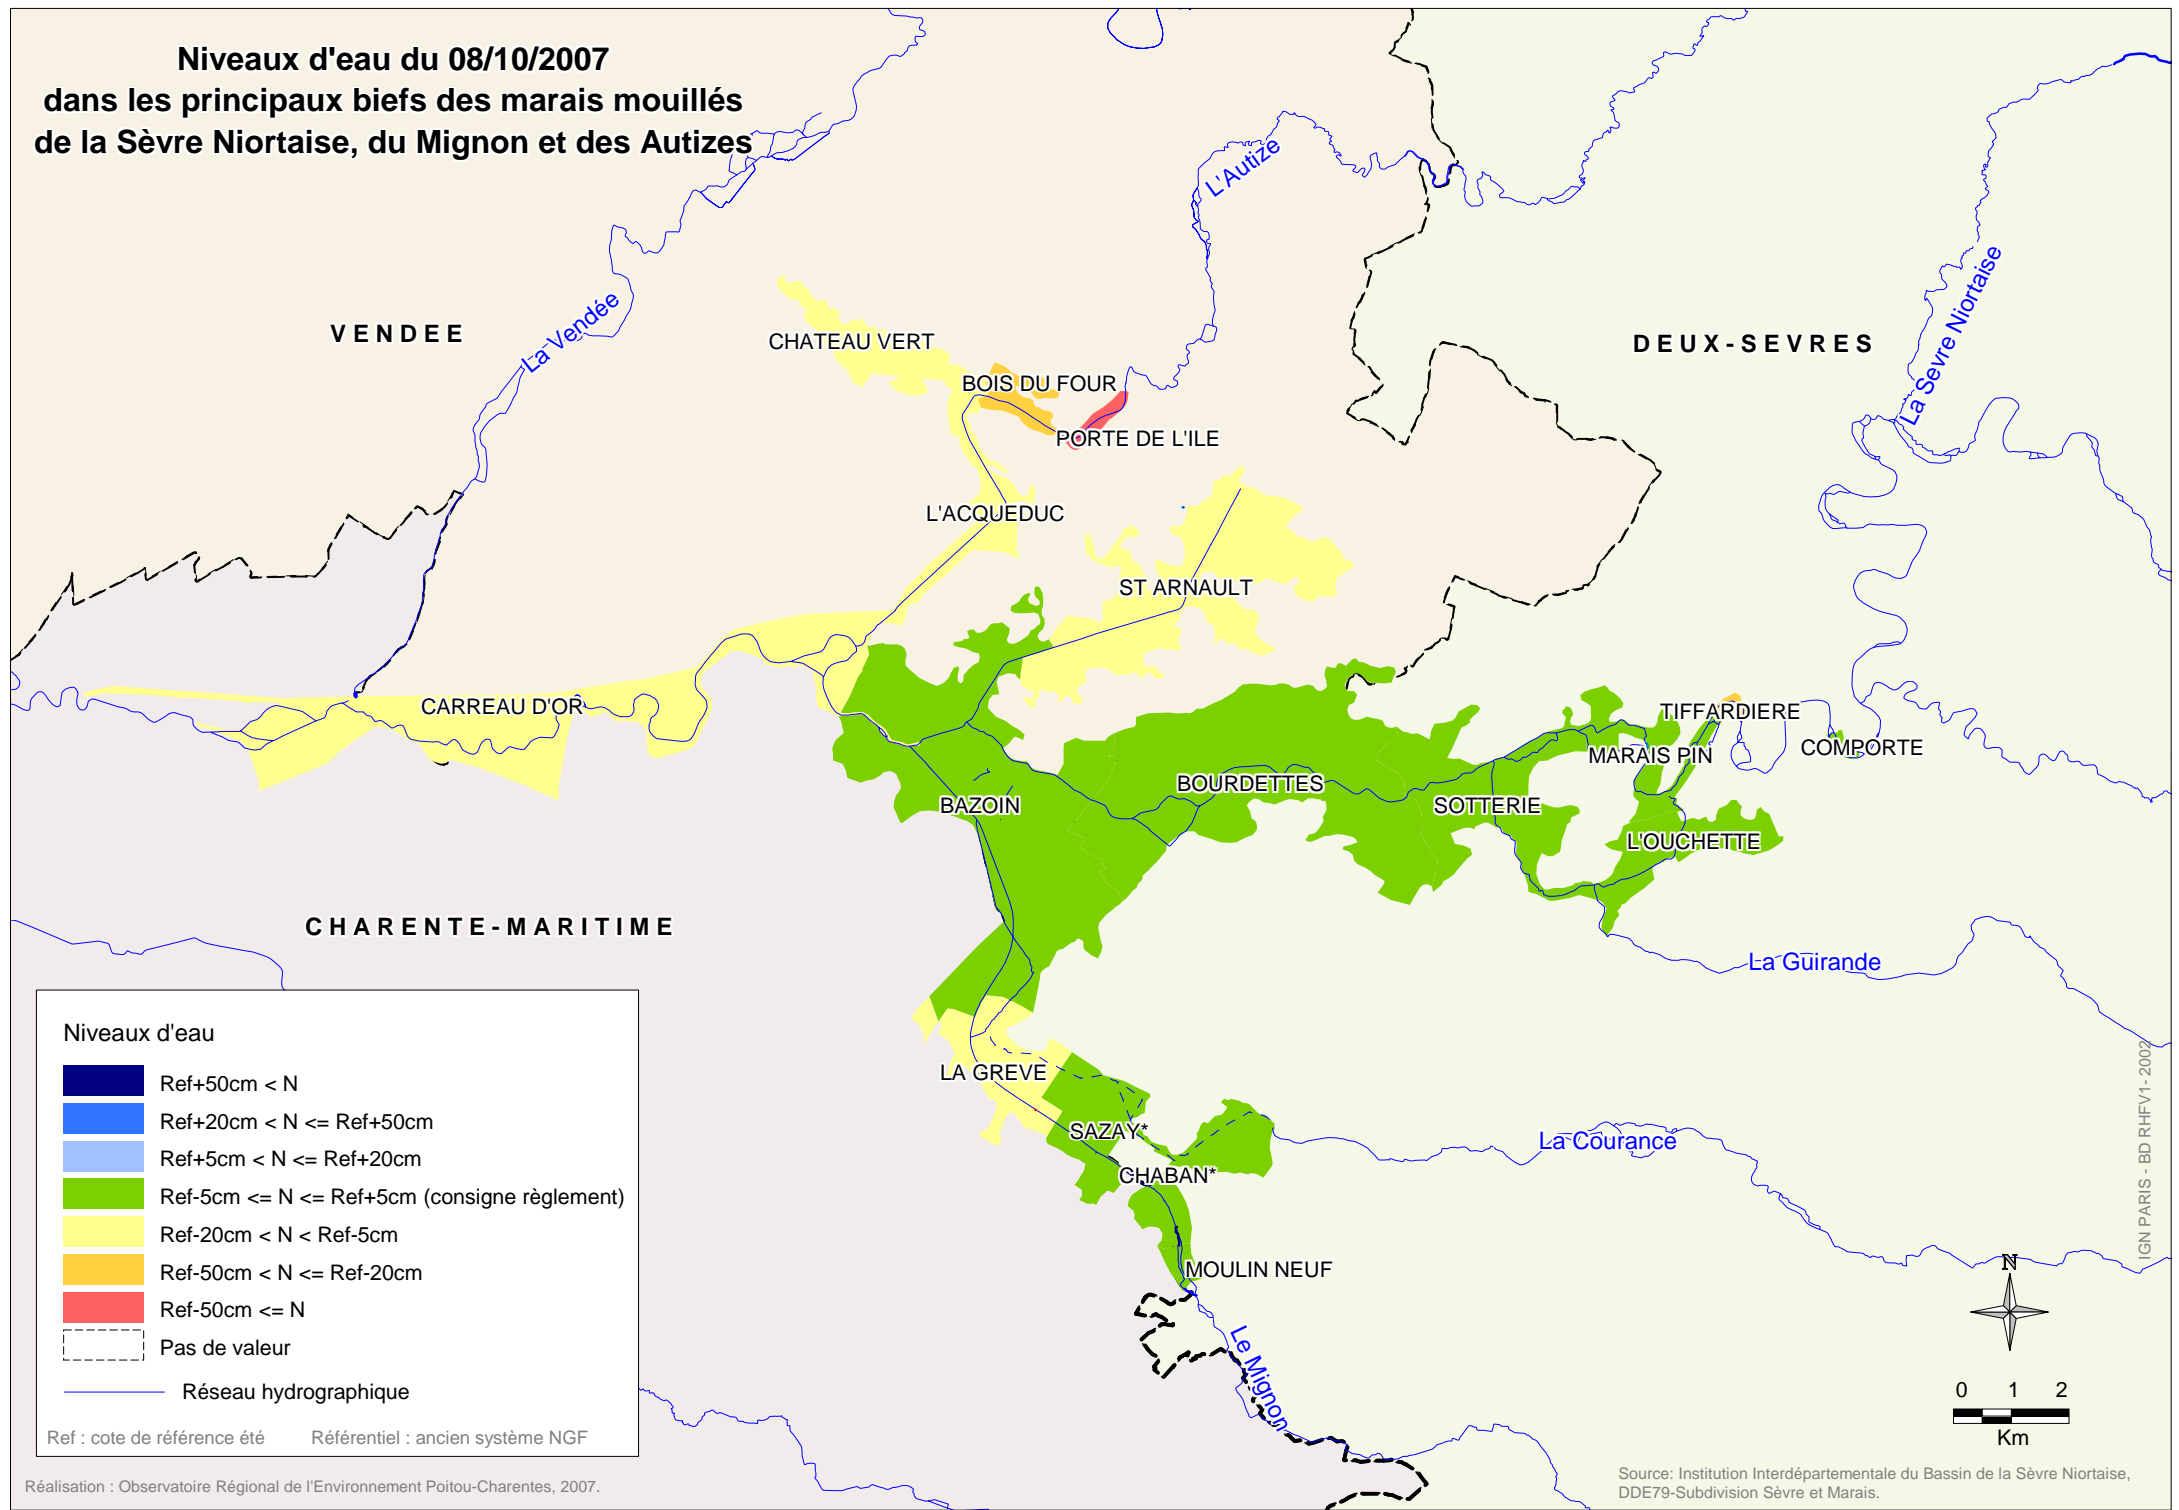 Niveaux d'eau du 08/10/2007
dans les principaux biefs des marais mouillés
de la Sèvre Niortaise, du Mignon et des Autizes
L'Autize
La Vendée
La Sevre Niortaise
VENDEE
DEUX-SEVRES
CHATEAU VERT
BOIS DU FOUR
PORTE DE L'ILE
L'ACQUEDUC
ST ARNAULT
CARREAU D'OR
TIFFARDIERE
MARAIS PIN
COMPORTE
BOURDETTES
BAZOIN
SOTTERIE
L'OUCHETTE
CHARENTE-MARITIME
La Guirande
LA GREVE
SAZAY*
La Courance
CHABAN*
MOULIN NEUF
Le Mignon
Niveaux d'eau
Ref+50cm < N
Ref+20cm < N <= Ref+50cm
Ref+5cm < N <= Ref+20cm
Ref-5cm <= N <= Ref+5cm (consigne règlement)
Ref-20cm < N < Ref-5cm
Ref-50cm < N <= Ref-20cm
Ref-50cm <= N
Pas de valeur
Réseau hydrographique
Ref : cote de référence été Référentiel : ancien système NGF
Réalisation : Observatoire Régional de l'Environnement Poitou-Charentes, 2007.
IGN PARIS - BD RHFV1- 2002
N
0 1 2
Km
Source: Institution Interdépartementale du Bassin de la Sèvre Niortaise,
DDE79-Subdivision Sèvre et Marais.